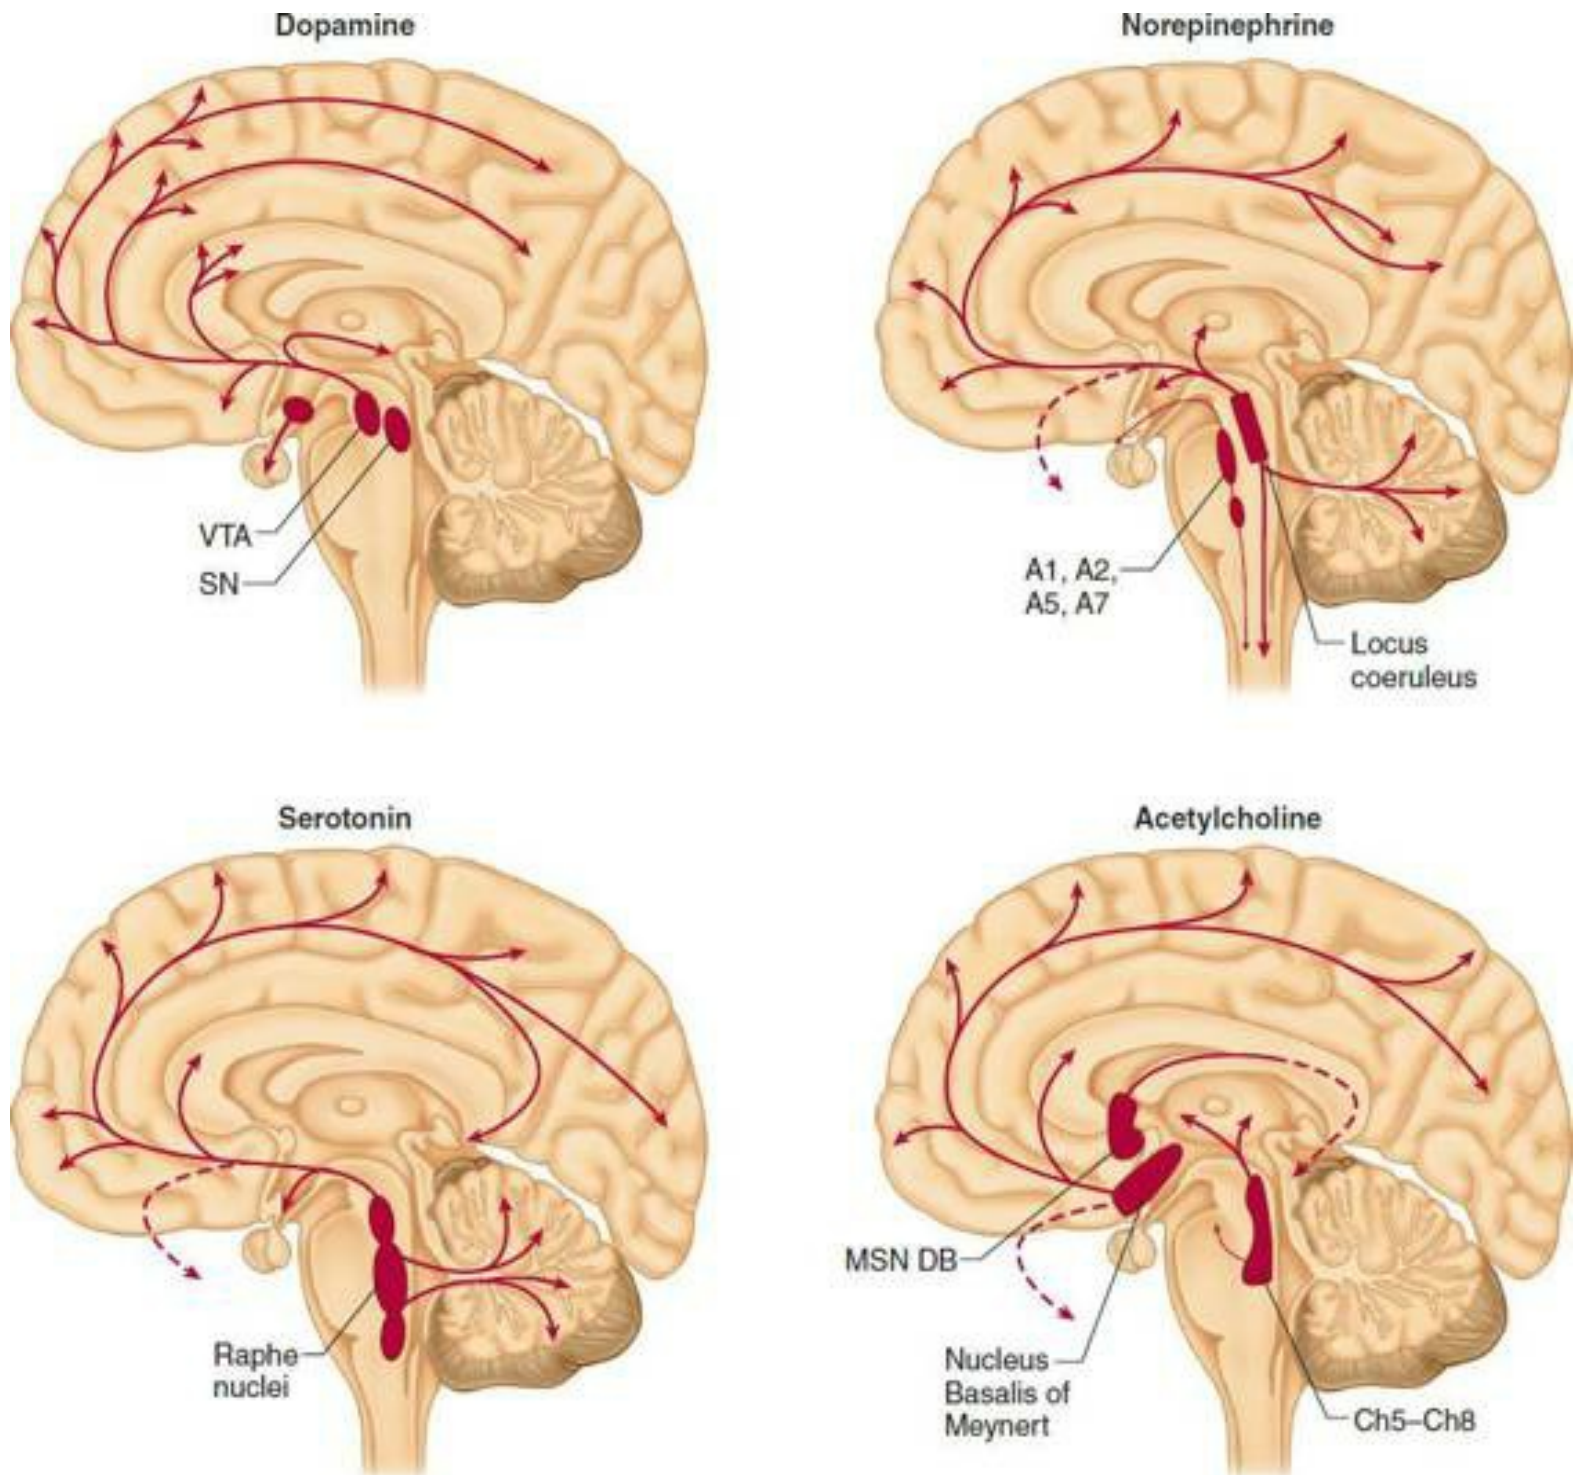 Dopamine
VTA
SN
Norepinephrine
A1, A2,
A5, A7
Locus
coeruleus
Serotonin
Raphe
nuclei
Acetylcholine
MSN DB
Nucleus
Basalis of
Meynert
Ch5–Ch8